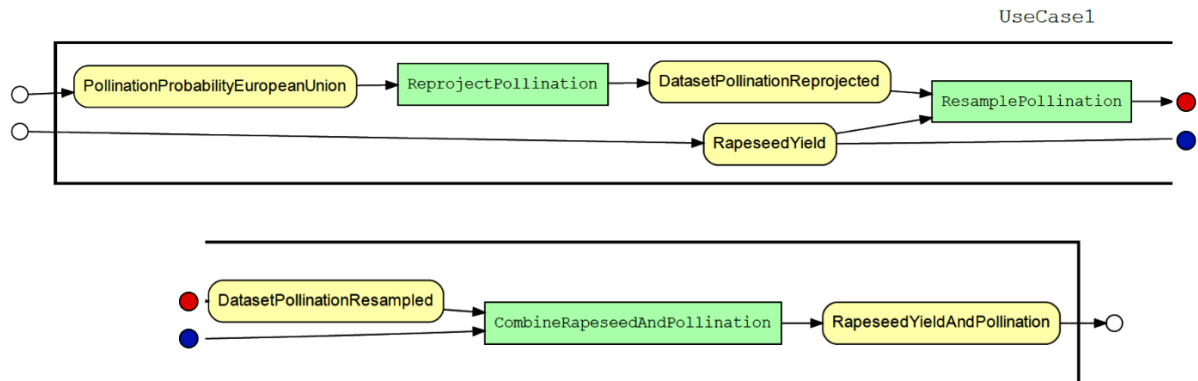 UseCase1
PollinationProbabilityEuropeanUnion
ReprojectPollination
DatasetPollinationReprojected
ResamplePollination
RapeseedYield
DatasetPollinationResampled
CombineRapeseedAndPollination
RapeseedYieldAndPollination